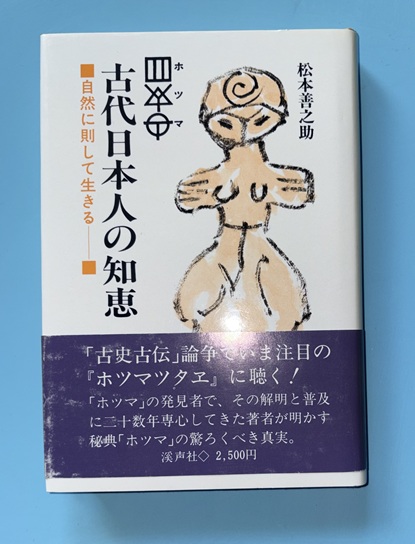 松本善之助
ホツマ
古代日本人の知恵
■自然に則して生きる──■
「古史古伝」論争でいま注目の
『ホツマツタヱ』に聴く！
「ホツマ」の発見者で、その解明と普及
に二十数年専心してきた著者が明かす
秘典「ホツマ」の驚ろくべき真実。
溪声社◇ 2,500円